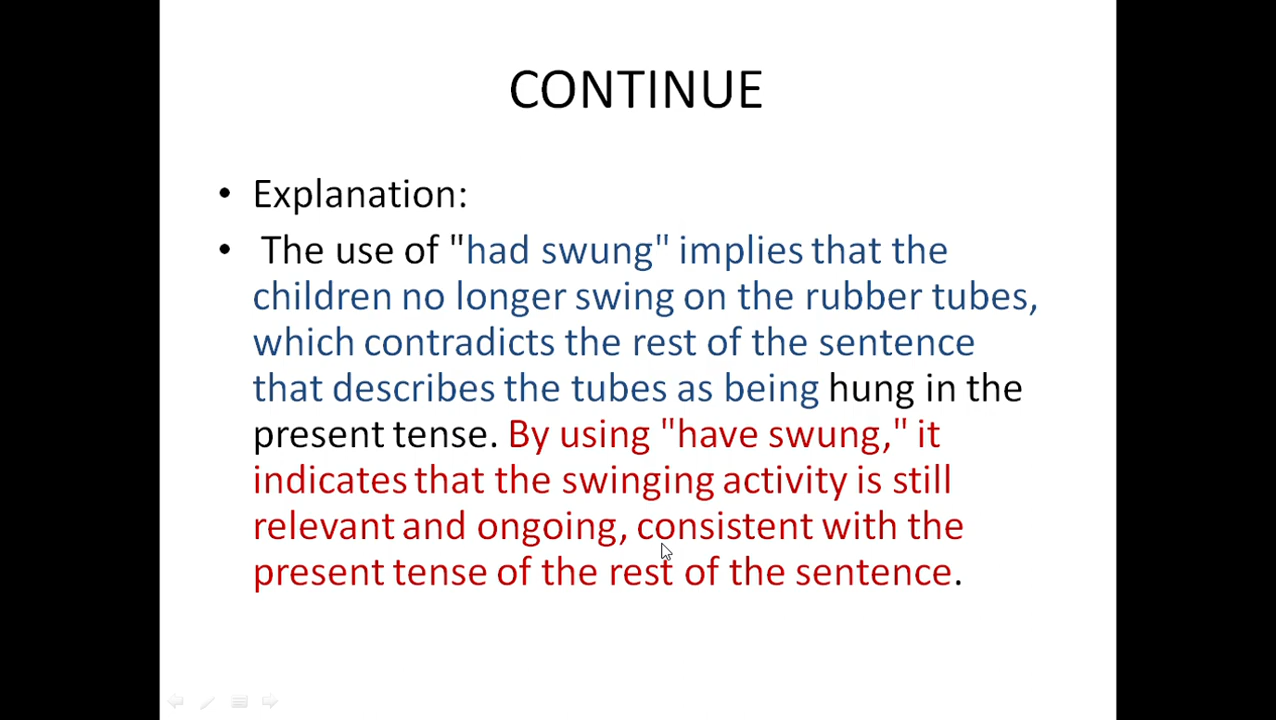 CONTINUE
• Explanation:
• The use of "had swung" implies that the
children no longer swing on the rubber tubes,
which contradicts the rest of the sentence
that describes the tubes as being hung in the
present tense. By using "have swung," it
indicates that the swinging activity is still
relevant and ongoing, consistent with the
present tense of the rest of the sentence.